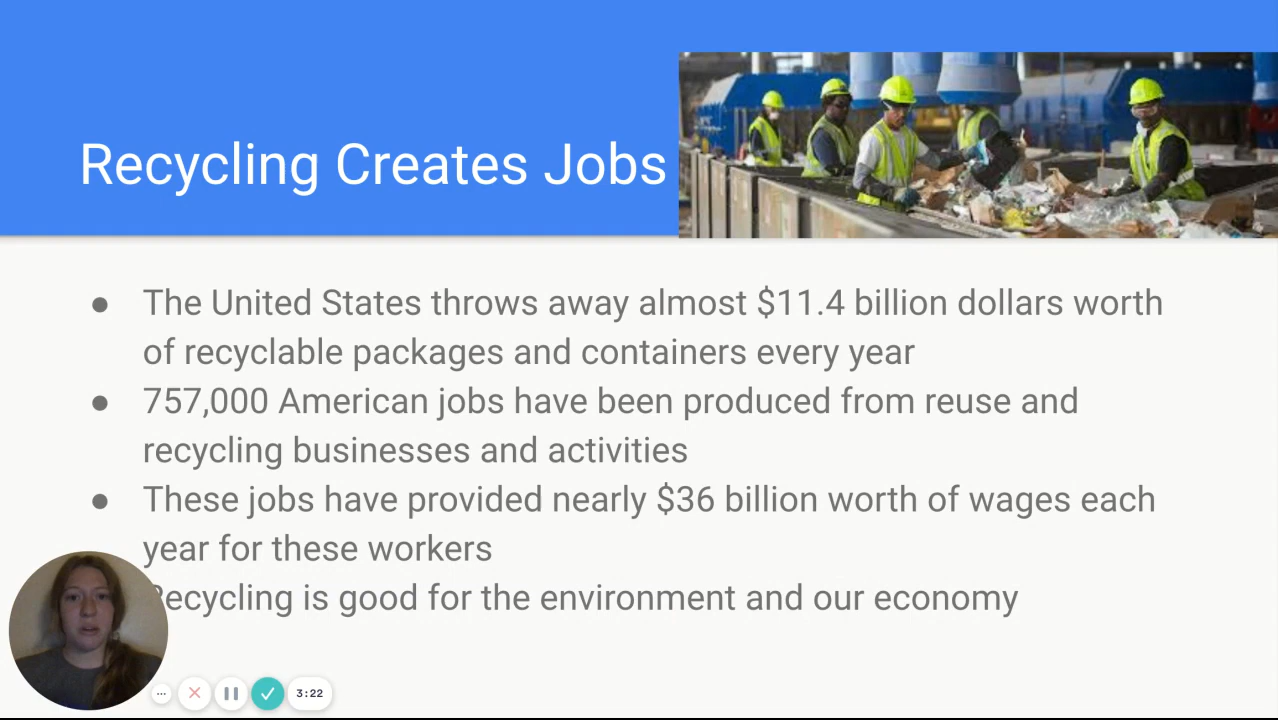 Recycling Creates Jobs
● The United States throws away almost $11.4 billion dollars worth
of recyclable packages and containers every year
● 757,000 American jobs have been produced from reuse and
recycling businesses and activities
● These jobs have provided nearly $36 billion worth of wages each
year for these workers
Recycling is good for the environment and our economy
3:22